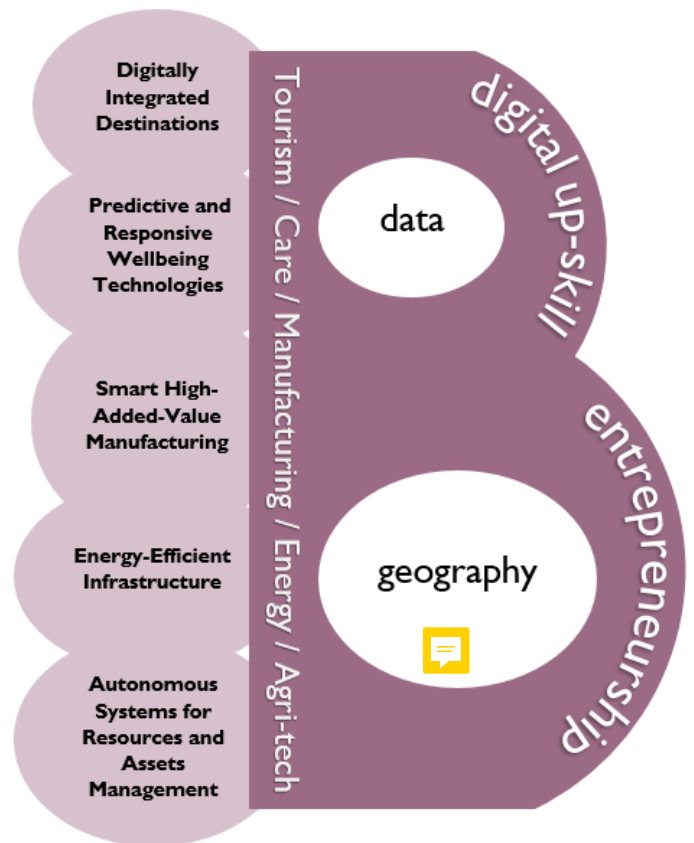 Digitally
Integrated
Destinations
Predictive and
Responsive
Wellbeing
Technologies
Smart High-
Added-Value
Manufacturing
Energy-Efficient
Infrastructure
Autonomous
Systems for
Resources and
Assets
Management
Tourism / Care / Manufacturing / Energy / Agri-tech
data
geography
digital up-skill
entrepreneurship